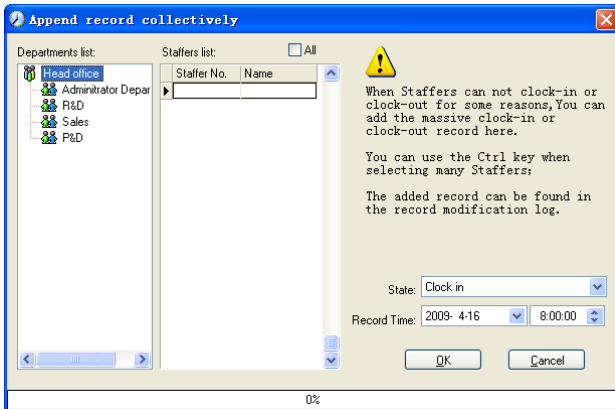 Append record collectively
Departments list:
Head office
Adminitrator Depar
R&D
Sales
P&D
Staffers list:
All
Staffer No. Name
When Staffers can not clock-in or
clock-out for some reasons, You can
add the massive clock-in or
clock-out record here.
You can use the Ctrl key when
selecting many Staffers;
The added record can be found in
the record modification log.
State: Clock in
Record Time: 2009- 4-16 8:00:00
OK Cancel
0%